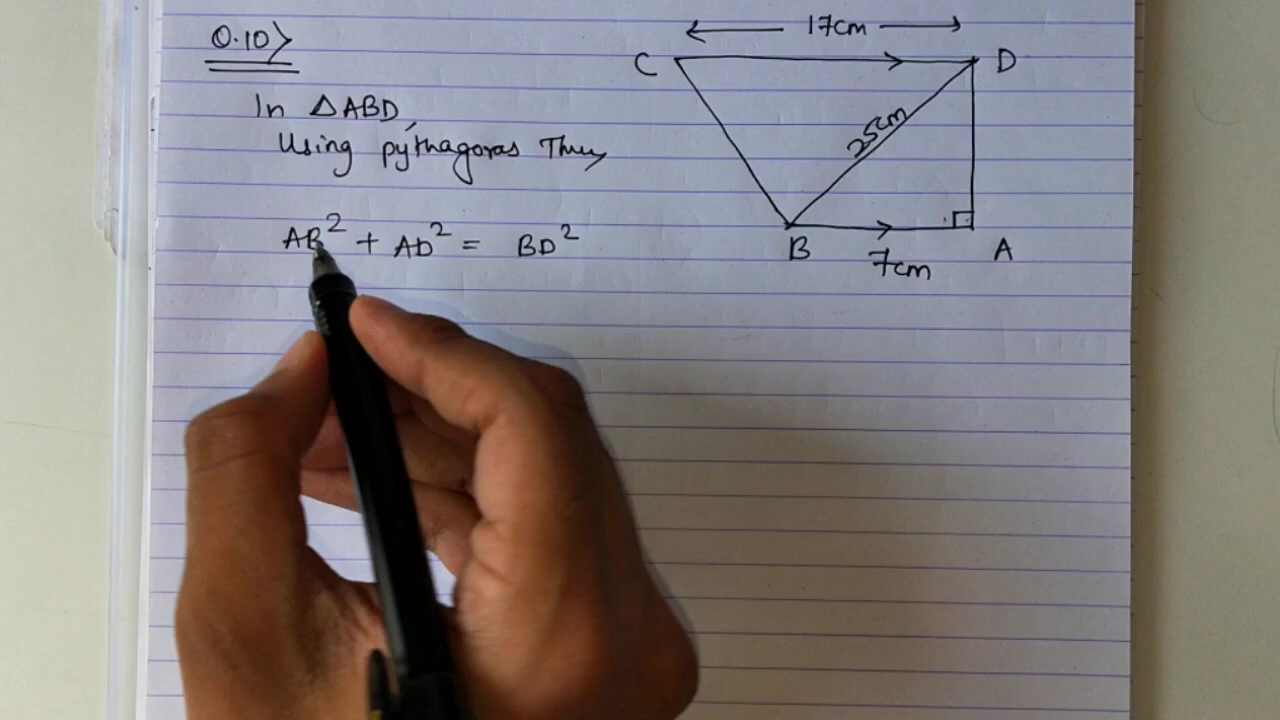 Q.10>
In △ABD,
Using pythagoras Thm,
AB² + AD² = BD²
17cm
C
D
25cm
B
A
7cm